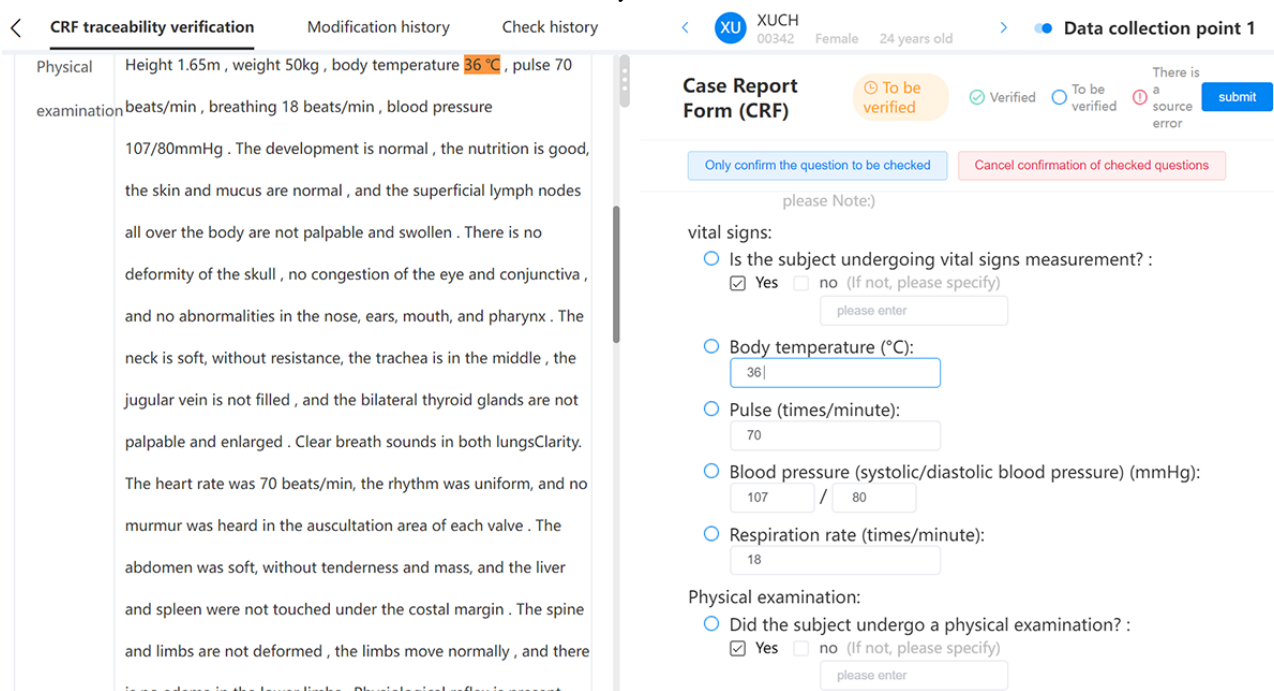 CRF traceability verification
Modification history
Check history
Physical
examination
Height 1.65m , weight 50kg , body temperature 36 ℃ , pulse 70
beats/min , breathing 18 beats/min , blood pressure
107/80mmHg . The development is normal , the nutrition is good,
the skin and mucus are normal , and the superficial lymph nodes
all over the body are not palpable and swollen . There is no
deformity of the skull , no congestion of the eye and conjunctiva ,
and no abnormalities in the nose, ears, mouth, and pharynx . The
neck is soft, without resistance, the trachea is in the middle , the
jugular vein is not filled , and the bilateral thyroid glands are not
palpable and enlarged . Clear breath sounds in both lungsClarity.
The heart rate was 70 beats/min, the rhythm was uniform, and no
murmur was heard in the auscultation area of each valve . The
abdomen was soft, without tenderness and mass, and the liver
and spleen were not touched under the costal margin . The spine
and limbs are not deformed , the limbs move normally , and there
is no edema in the lower limbs . Physiological reflex is present
XU
XUCH
00342 Female 24 years old
Data collection point 1
Case Report
Form (CRF)
To be
verified
Verified
To be
verified
There is
a
source
error
submit
Only confirm the question to be checked
Cancel confirmation of checked questions
please Note:)
vital signs:
Is the subject undergoing vital signs measurement? :
Yes no (If not, please specify)
please enter
Body temperature (°C):
36
Pulse (times/minute):
70
Blood pressure (systolic/diastolic blood pressure) (mmHg):
107 / 80
Respiration rate (times/minute):
18
Physical examination:
Did the subject undergo a physical examination? :
Yes no (If not, please specify)
please enter